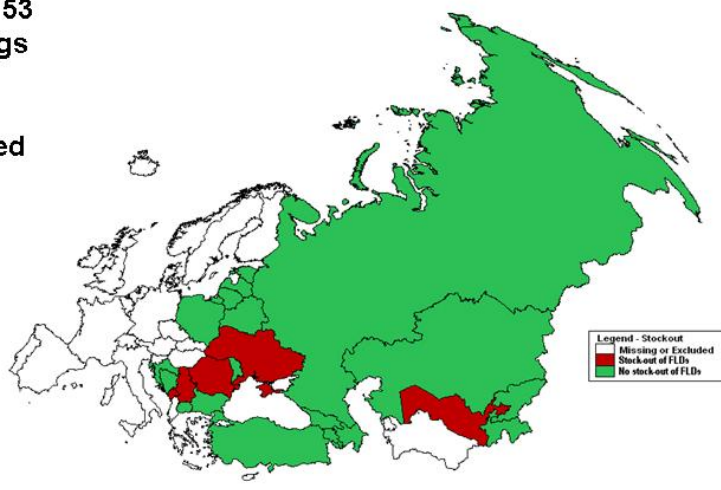 53
gs
ed
Legend - Stockout
Missing or Excluded
Stock-out of FLDs
No stock-out of FLDs